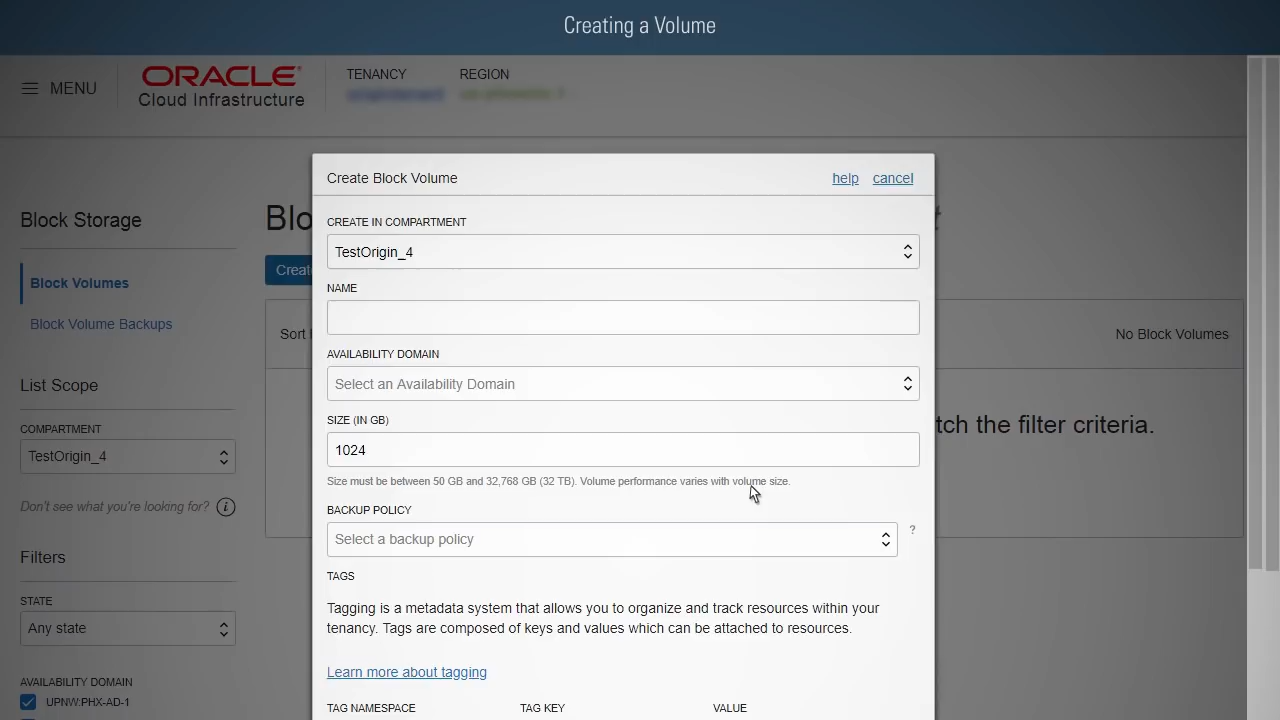 Creating a Volume
MENU
ORACLE
Cloud Infrastructure
TENANCY
REGION
Block Storage
Block Volumes
Block Volume Backups
List Scope
COMPARTMENT
TestOrigin_4
Don't see what you're looking for?
Filters
STATE
Any state
AVAILABILITY DOMAIN
UPNW:PHX-AD-1
No Block Volumes
tch the filter criteria.
Create Block Volume
help
cancel
CREATE IN COMPARTMENT
TestOrigin_4
NAME
AVAILABILITY DOMAIN
Select an Availability Domain
SIZE (IN GB)
1024
Size must be between 50 GB and 32,768 GB (32 TB). Volume performance varies with volume size.
BACKUP POLICY
Select a backup policy
?
TAGS
Tagging is a metadata system that allows you to organize and track resources within your
tenancy. Tags are composed of keys and values which can be attached to resources.
Learn more about tagging
TAG NAMESPACE
TAG KEY
VALUE